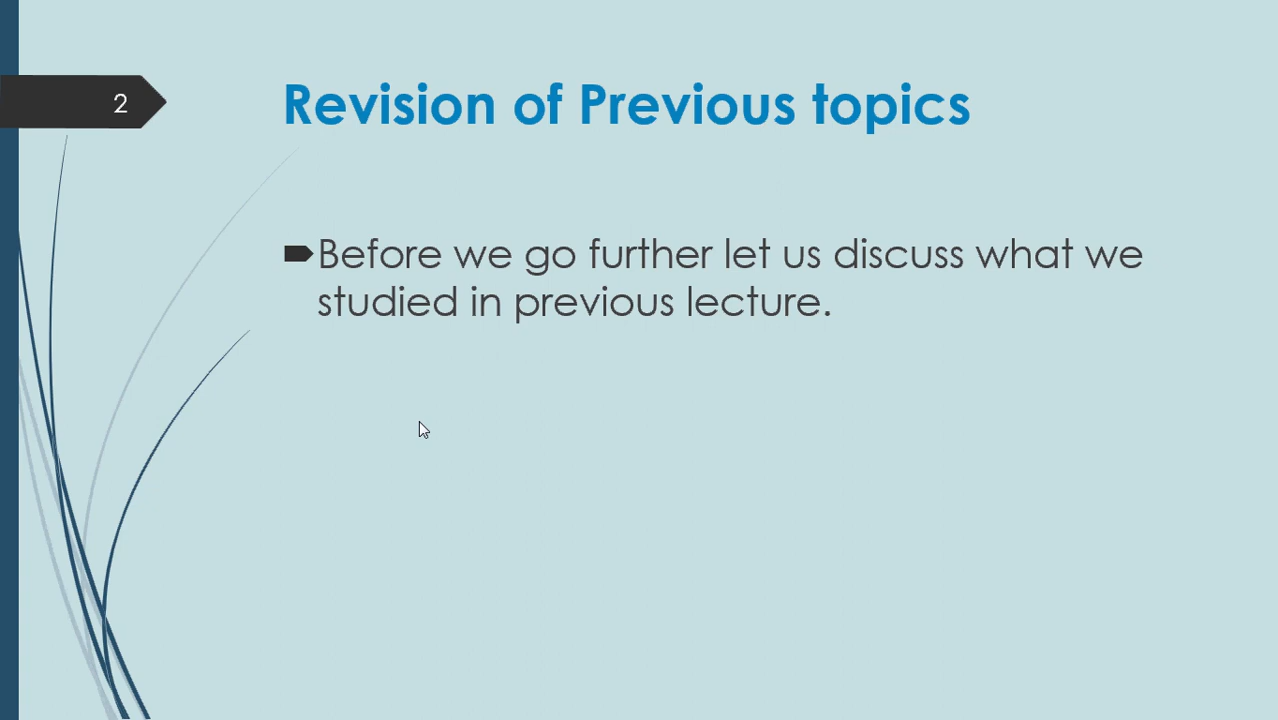 2
Revision of Previous topics
Before we go further let us discuss what we
studied in previous lecture.